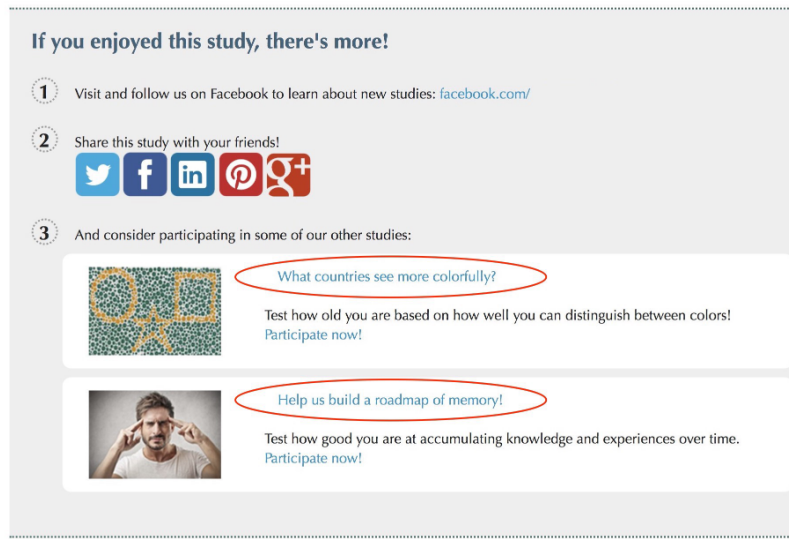 If you enjoyed this study, there's more!
1 Visit and follow us on Facebook to learn about new studies: facebook.com/
2 Share this study with your friends!
f in g+
3 And consider participating in some of our other studies:
What countries see more colorfully?
Test how old you are based on how well you can distinguish between colors!
Participate now!
Help us build a roadmap of memory!
Test how good you are at accumulating knowledge and experiences over time.
Participate now!